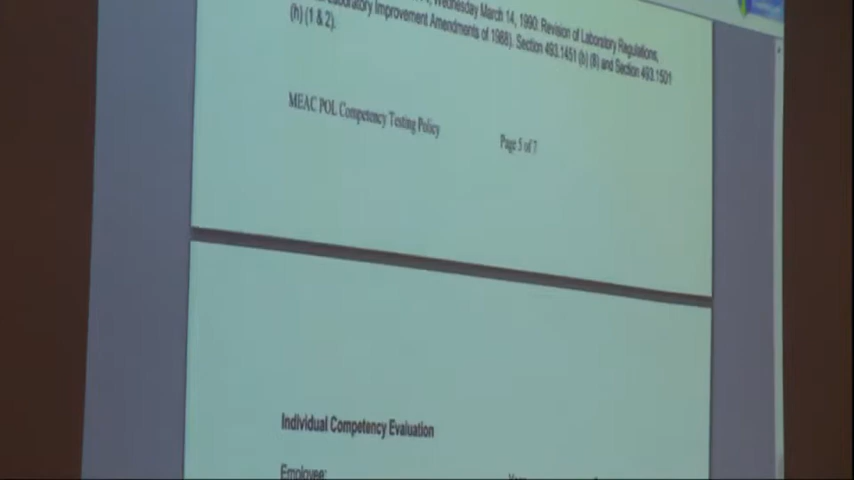 Wednesday March 14, 1990. Revision of Laboratory Regulations;
Laboratory Improvement Amendments of 1988). Section 493.1451 (b) (8) and Section 493.1501
(h) (1 & 2).
MEAC POL Competency Testing Policy
Page 5 of 7
Individual Competency Evaluation
Employee: